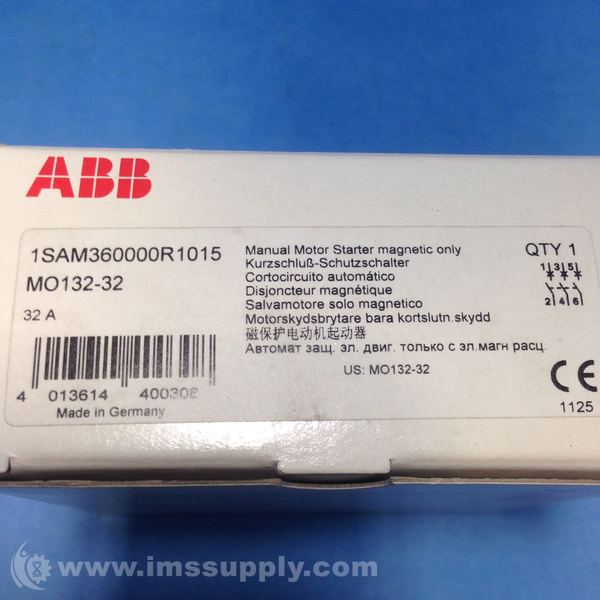 ABB
1SAM360000R1015
MO132-32
32 A
4 013614 400308
Made in Germany
Manual Motor Starter magnetic only
Kurzschluß-Schutzschalter
Cortocircuito automático
Disjoncteur magnétique
Salvamotore solo magnetico
Motorskydsbrytare bara kortslutn.skydd
磁保护电动机起动器
Автомат защ. эл. двиг. только с эл.магн расц.
US: MO132-32
QTY 1
1 3 5
2 4 6
CE
1125
© www.imssupply.com